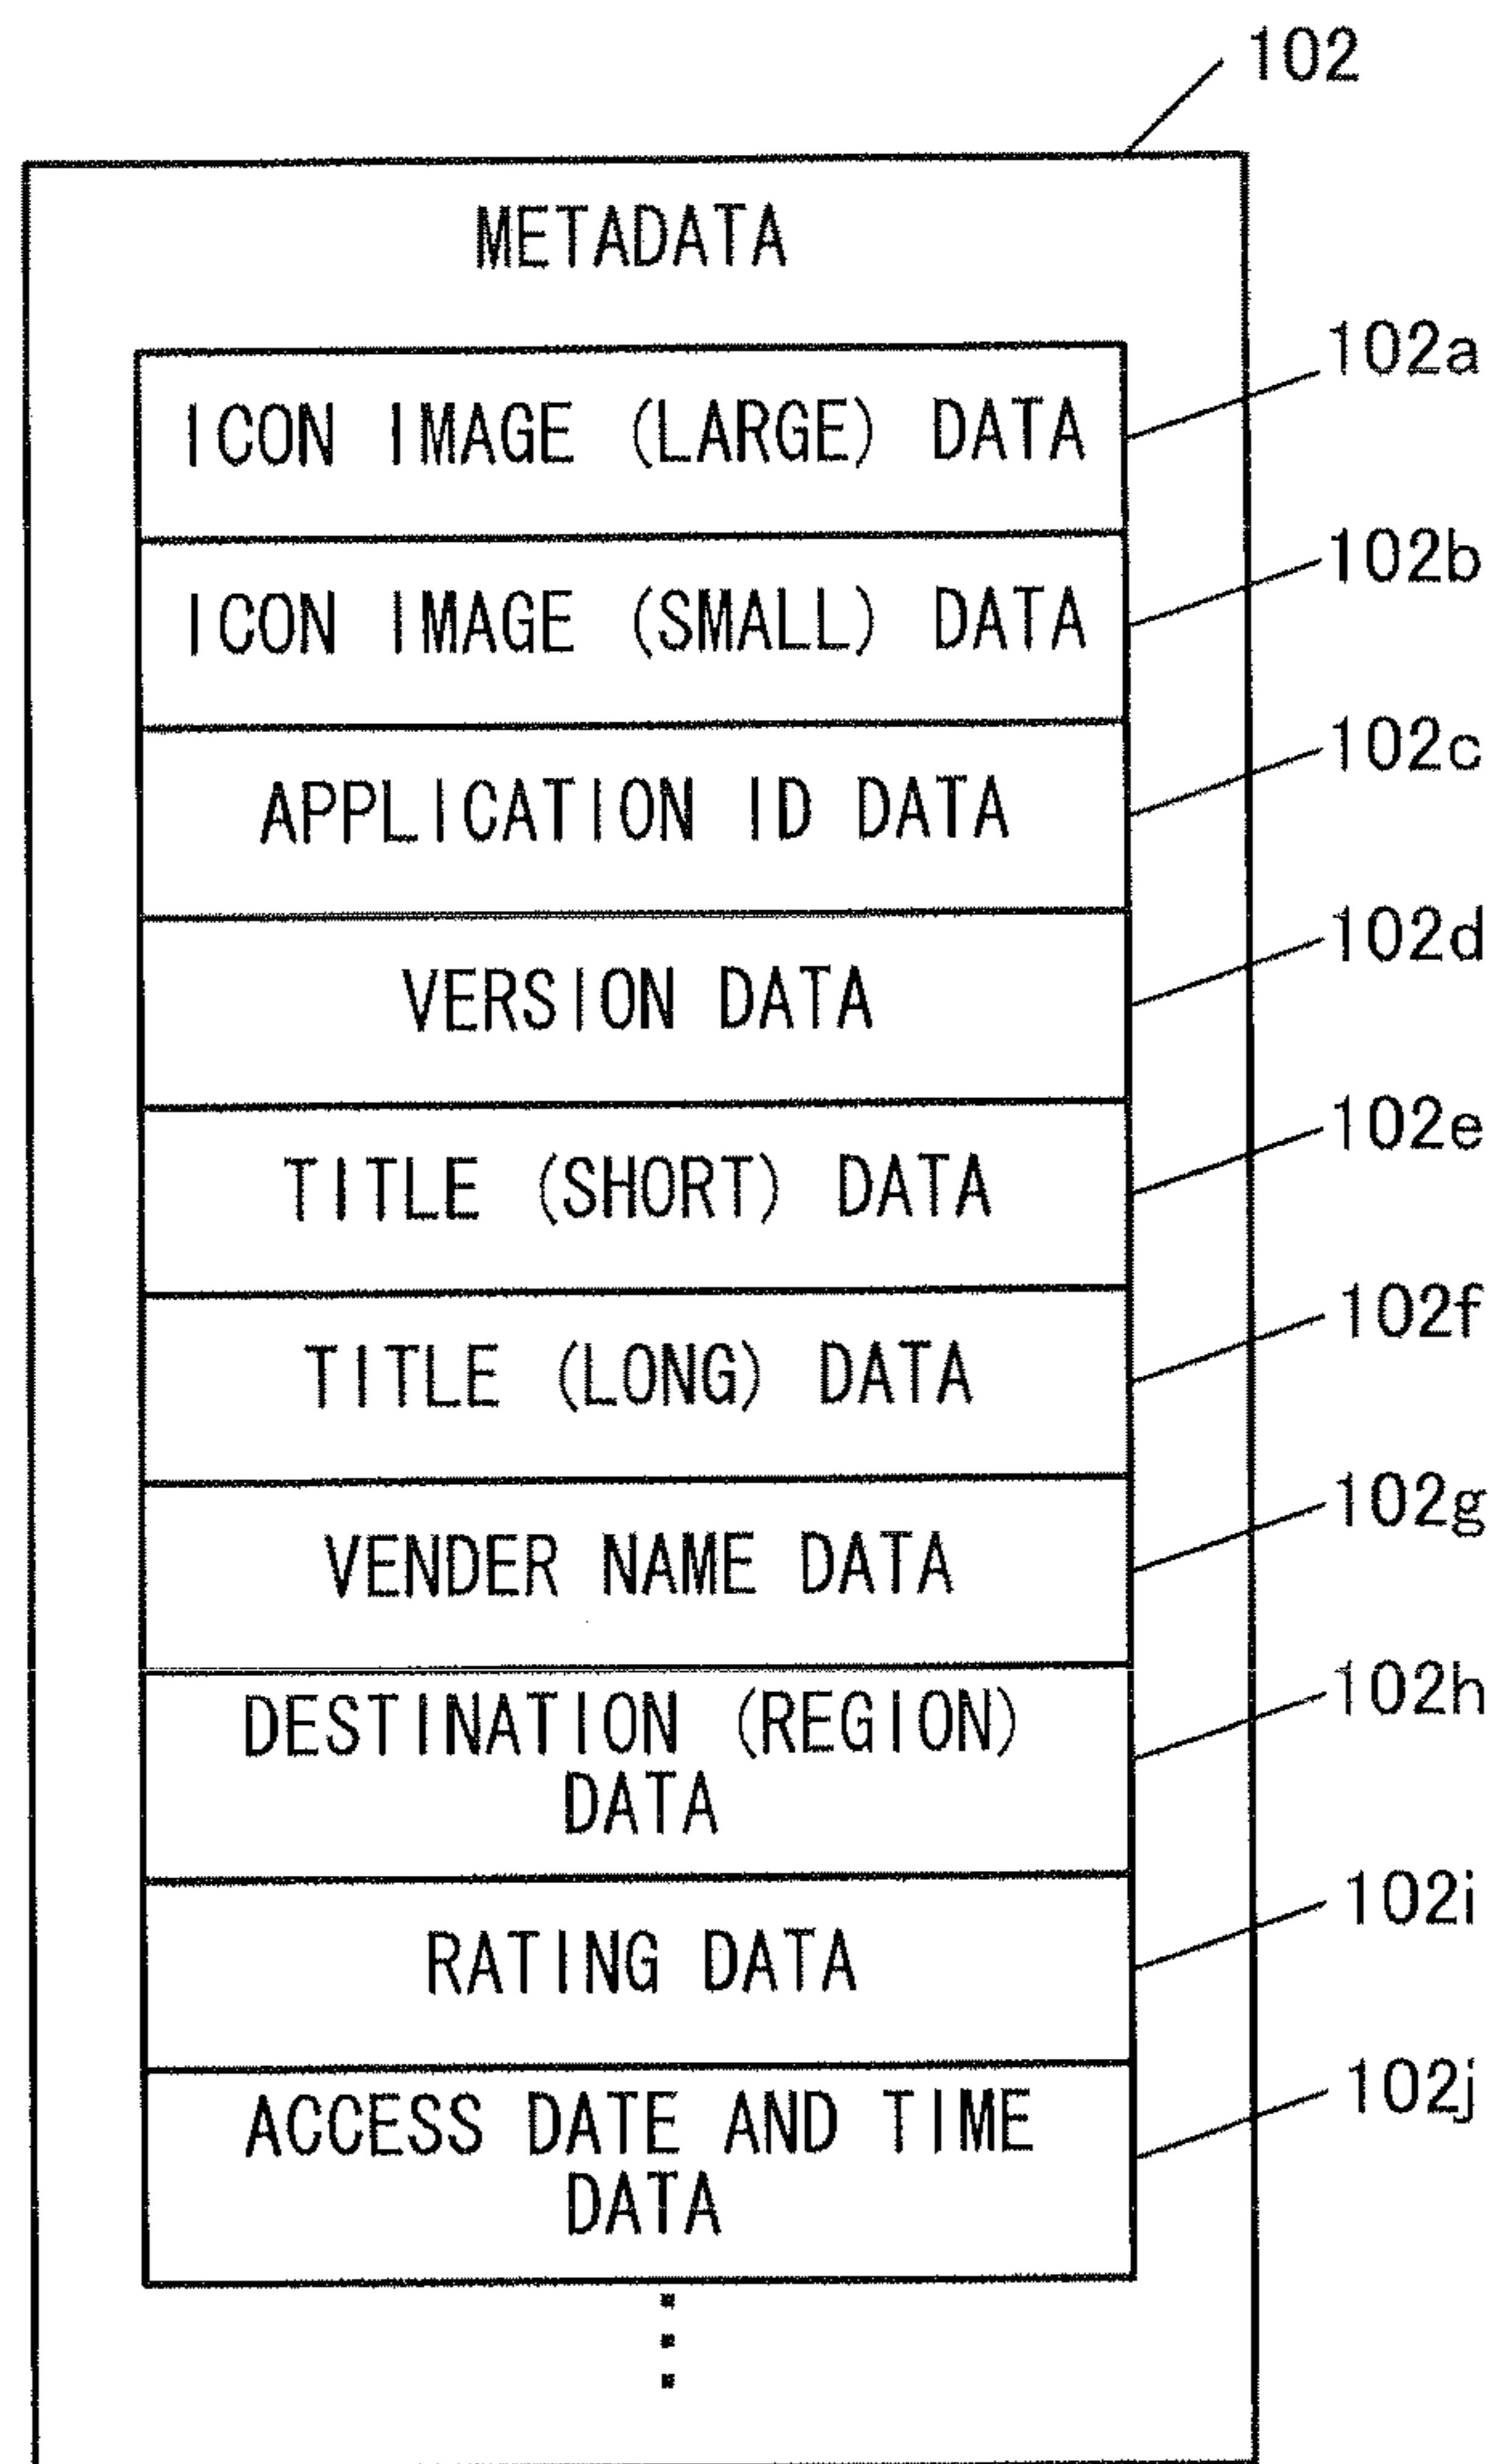 102
METADATA
ICON IMAGE (LARGE) DATA
102a
ICON IMAGE (SMALL) DATA
102b
APPLICATION ID DATA
102c
VERSION DATA
102d
TITLE (SHORT) DATA
102e
TITLE (LONG) DATA
102f
VENDER NAME DATA
102g
DESTINATION (REGION)
DATA
102h
RATING DATA
102i
ACCESS DATE AND TIME
DATA
102j